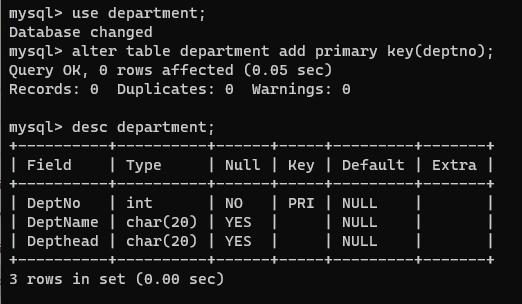 mysql> use department;
Database changed
mysql> alter table department add primary key(deptno);
Query OK, 0 rows affected (0.05 sec)
Records: 0  Duplicates: 0  Warnings: 0

mysql> desc department;
+----------+----------+------+-----+---------+-------+
| Field    | Type     | Null | Key | Default | Extra |
+----------+----------+------+-----+---------+-------+
| DeptNo   | int      | NO   | PRI | NULL    |       |
| DeptName | char(20) | YES  |     | NULL    |       |
| Depthead | char(20) | YES  |     | NULL    |       |
+----------+----------+------+-----+---------+-------+
3 rows in set (0.00 sec)